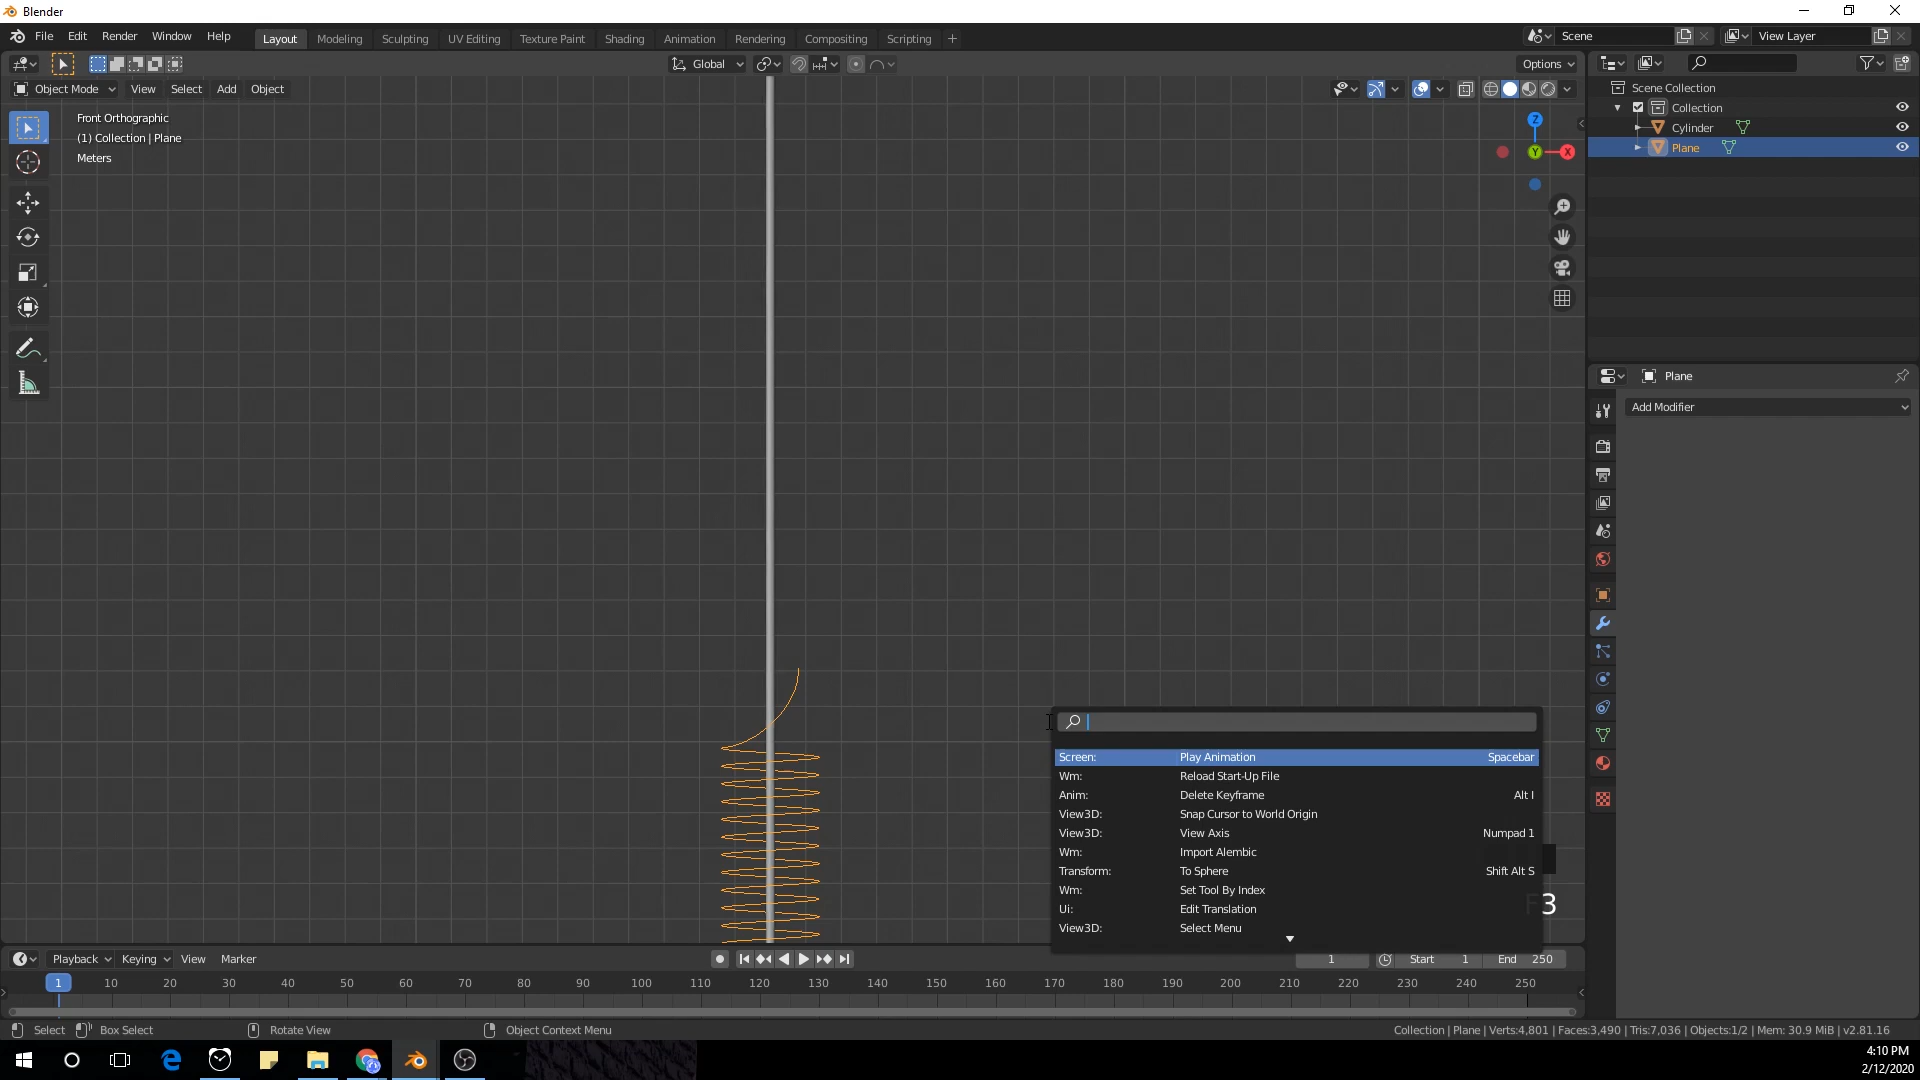 Blender
File Edit Render Window Help
Layout Modeling Sculpting UV Editing Texture Paint Shading Animation Rendering Compositing Scripting +
Scene
View Layer
Global
Options
Object Mode View Select Add Object
Front Orthographic
(1) Collection | Plane
Meters
Z
Y
X
Scene Collection
Collection
Cylinder
Plane
Plane
Add Modifier
Screen: Play Animation Spacebar
Wm: Reload Start-Up File
Anim: Delete Keyframe Alt I
View3D: Snap Cursor to World Origin
View3D: View Axis Numpad 1
Wm: Import Alembic
Transform: To Sphere Shift Alt S
Wm: Set Tool By Index
Ui: Edit Translation
View3D: Select Menu
F3
Playback Keying View Marker
1 Start 1 End 250
1 10 20 30 40 50 60 70 80 90 100 110 120 130 140 150 160 170 180 190 200 210 220 230 240 250
Select Box Select Rotate View Object Context Menu
Collection | Plane | Verts:4,801 | Faces:3,490 | Tris:7,036 | Objects:1/2 | Mem: 30.9 MiB | v2.81.16
4:10 PM
2/12/2020